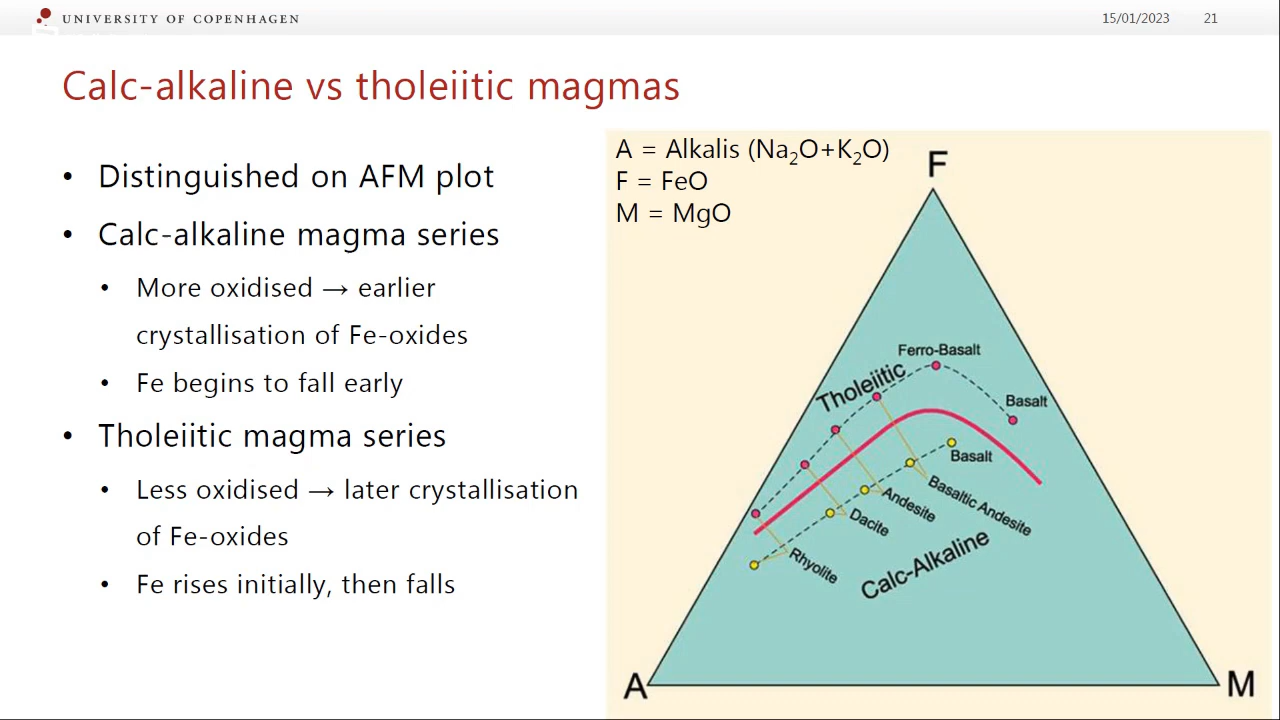 UNIVERSITY OF COPENHAGEN
15/01/2023 21
Calc-alkaline vs tholeiitic magmas
• Distinguished on AFM plot
• Calc-alkaline magma series
• More oxidised → earlier
crystallisation of Fe-oxides
• Fe begins to fall early
• Tholeiitic magma series
• Less oxidised → later crystallisation
of Fe-oxides
• Fe rises initially, then falls
A = Alkalis (Na₂O+K₂O)
F = FeO
M = MgO
F
Ferro-Basalt
Tholeiitic
Basalt
Basalt
Basaltic Andesite
Andesite
Dacite
Rhyolite
Calc-Alkaline
A
M